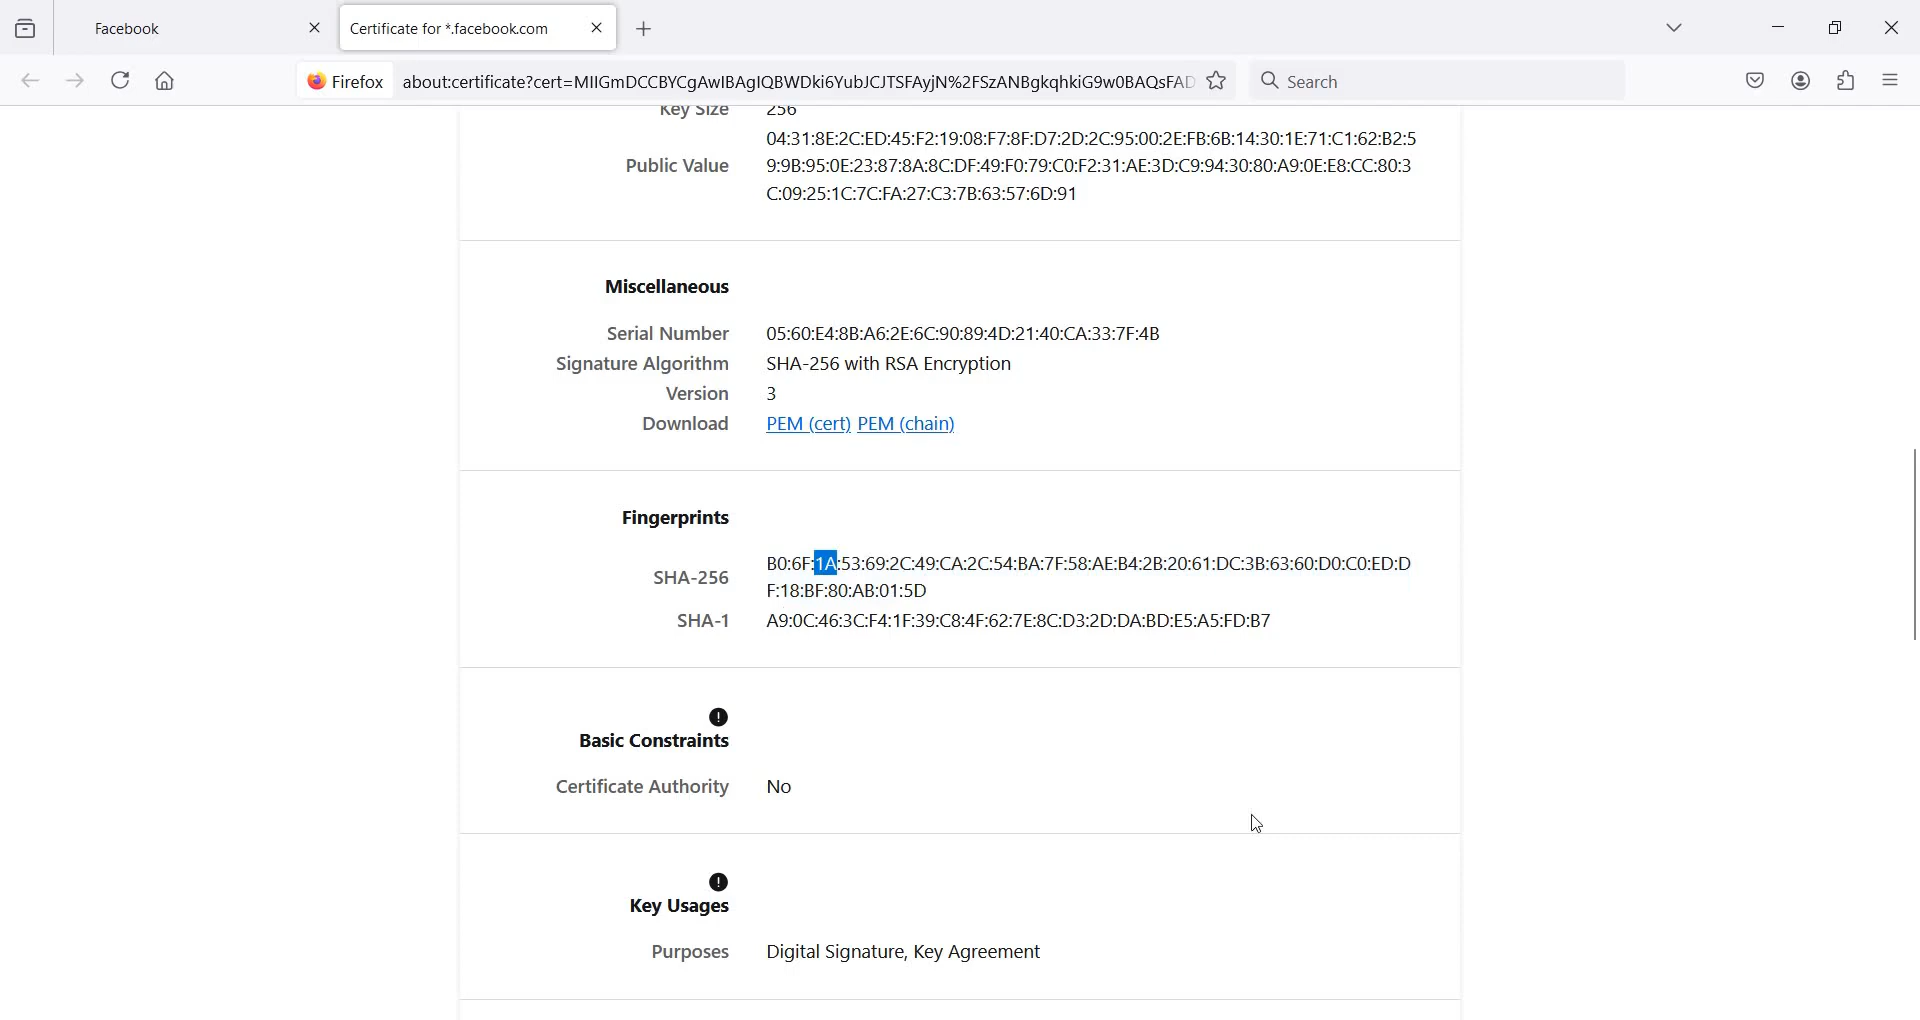 Facebook
Certificate for *.facebook.com
Firefox
about:certificate?cert=MIIGmDCCBYCgAwIBAgIQBWDki6YubJCJTSFAyjN%2FSzANBgkqhkiG9w0BAQsFAD
Search
Key Size 256
Public Value
04:31:8E:2C:ED:45:F2:19:08:F7:8F:D7:2D:2C:95:00:2E:FB:6B:14:30:1E:71:C1:62:B2:5
9:9B:95:0E:23:87:8A:8C:DF:49:F0:79:C0:F2:31:AE:3D:C9:94:30:80:A9:0E:E8:CC:80:3
C:09:25:1C:7C:FA:27:C3:7B:63:57:6D:91
Miscellaneous
Serial Number 05:60:E4:8B:A6:2E:6C:90:89:4D:21:40:CA:33:7F:4B
Signature Algorithm SHA-256 with RSA Encryption
Version 3
Download PEM (cert) PEM (chain)
Fingerprints
SHA-256
B0:6F:1A:53:69:2C:49:CA:2C:54:BA:7F:58:AE:B4:2B:20:61:DC:3B:63:60:D0:C0:ED:D
F:18:BF:80:AB:01:5D
SHA-1 A9:0C:46:3C:F4:1F:39:C8:4F:62:7E:8C:D3:2D:DA:BD:E5:A5:FD:B7
Basic Constraints
Certificate Authority No
Key Usages
Purposes Digital Signature, Key Agreement